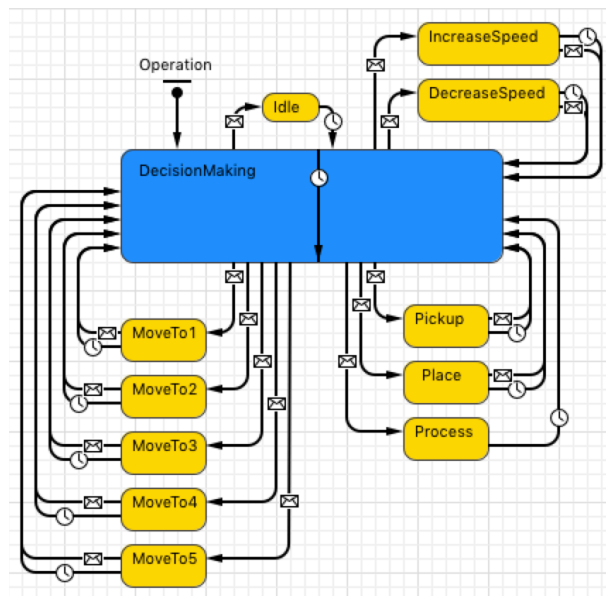 IncreaseSpeed
Operation
DecreaseSpeed
Idle
DecisionMaking
MoveTo1
Pickup
MoveTo2
Place
MoveTo3
Process
MoveTo4
MoveTo5